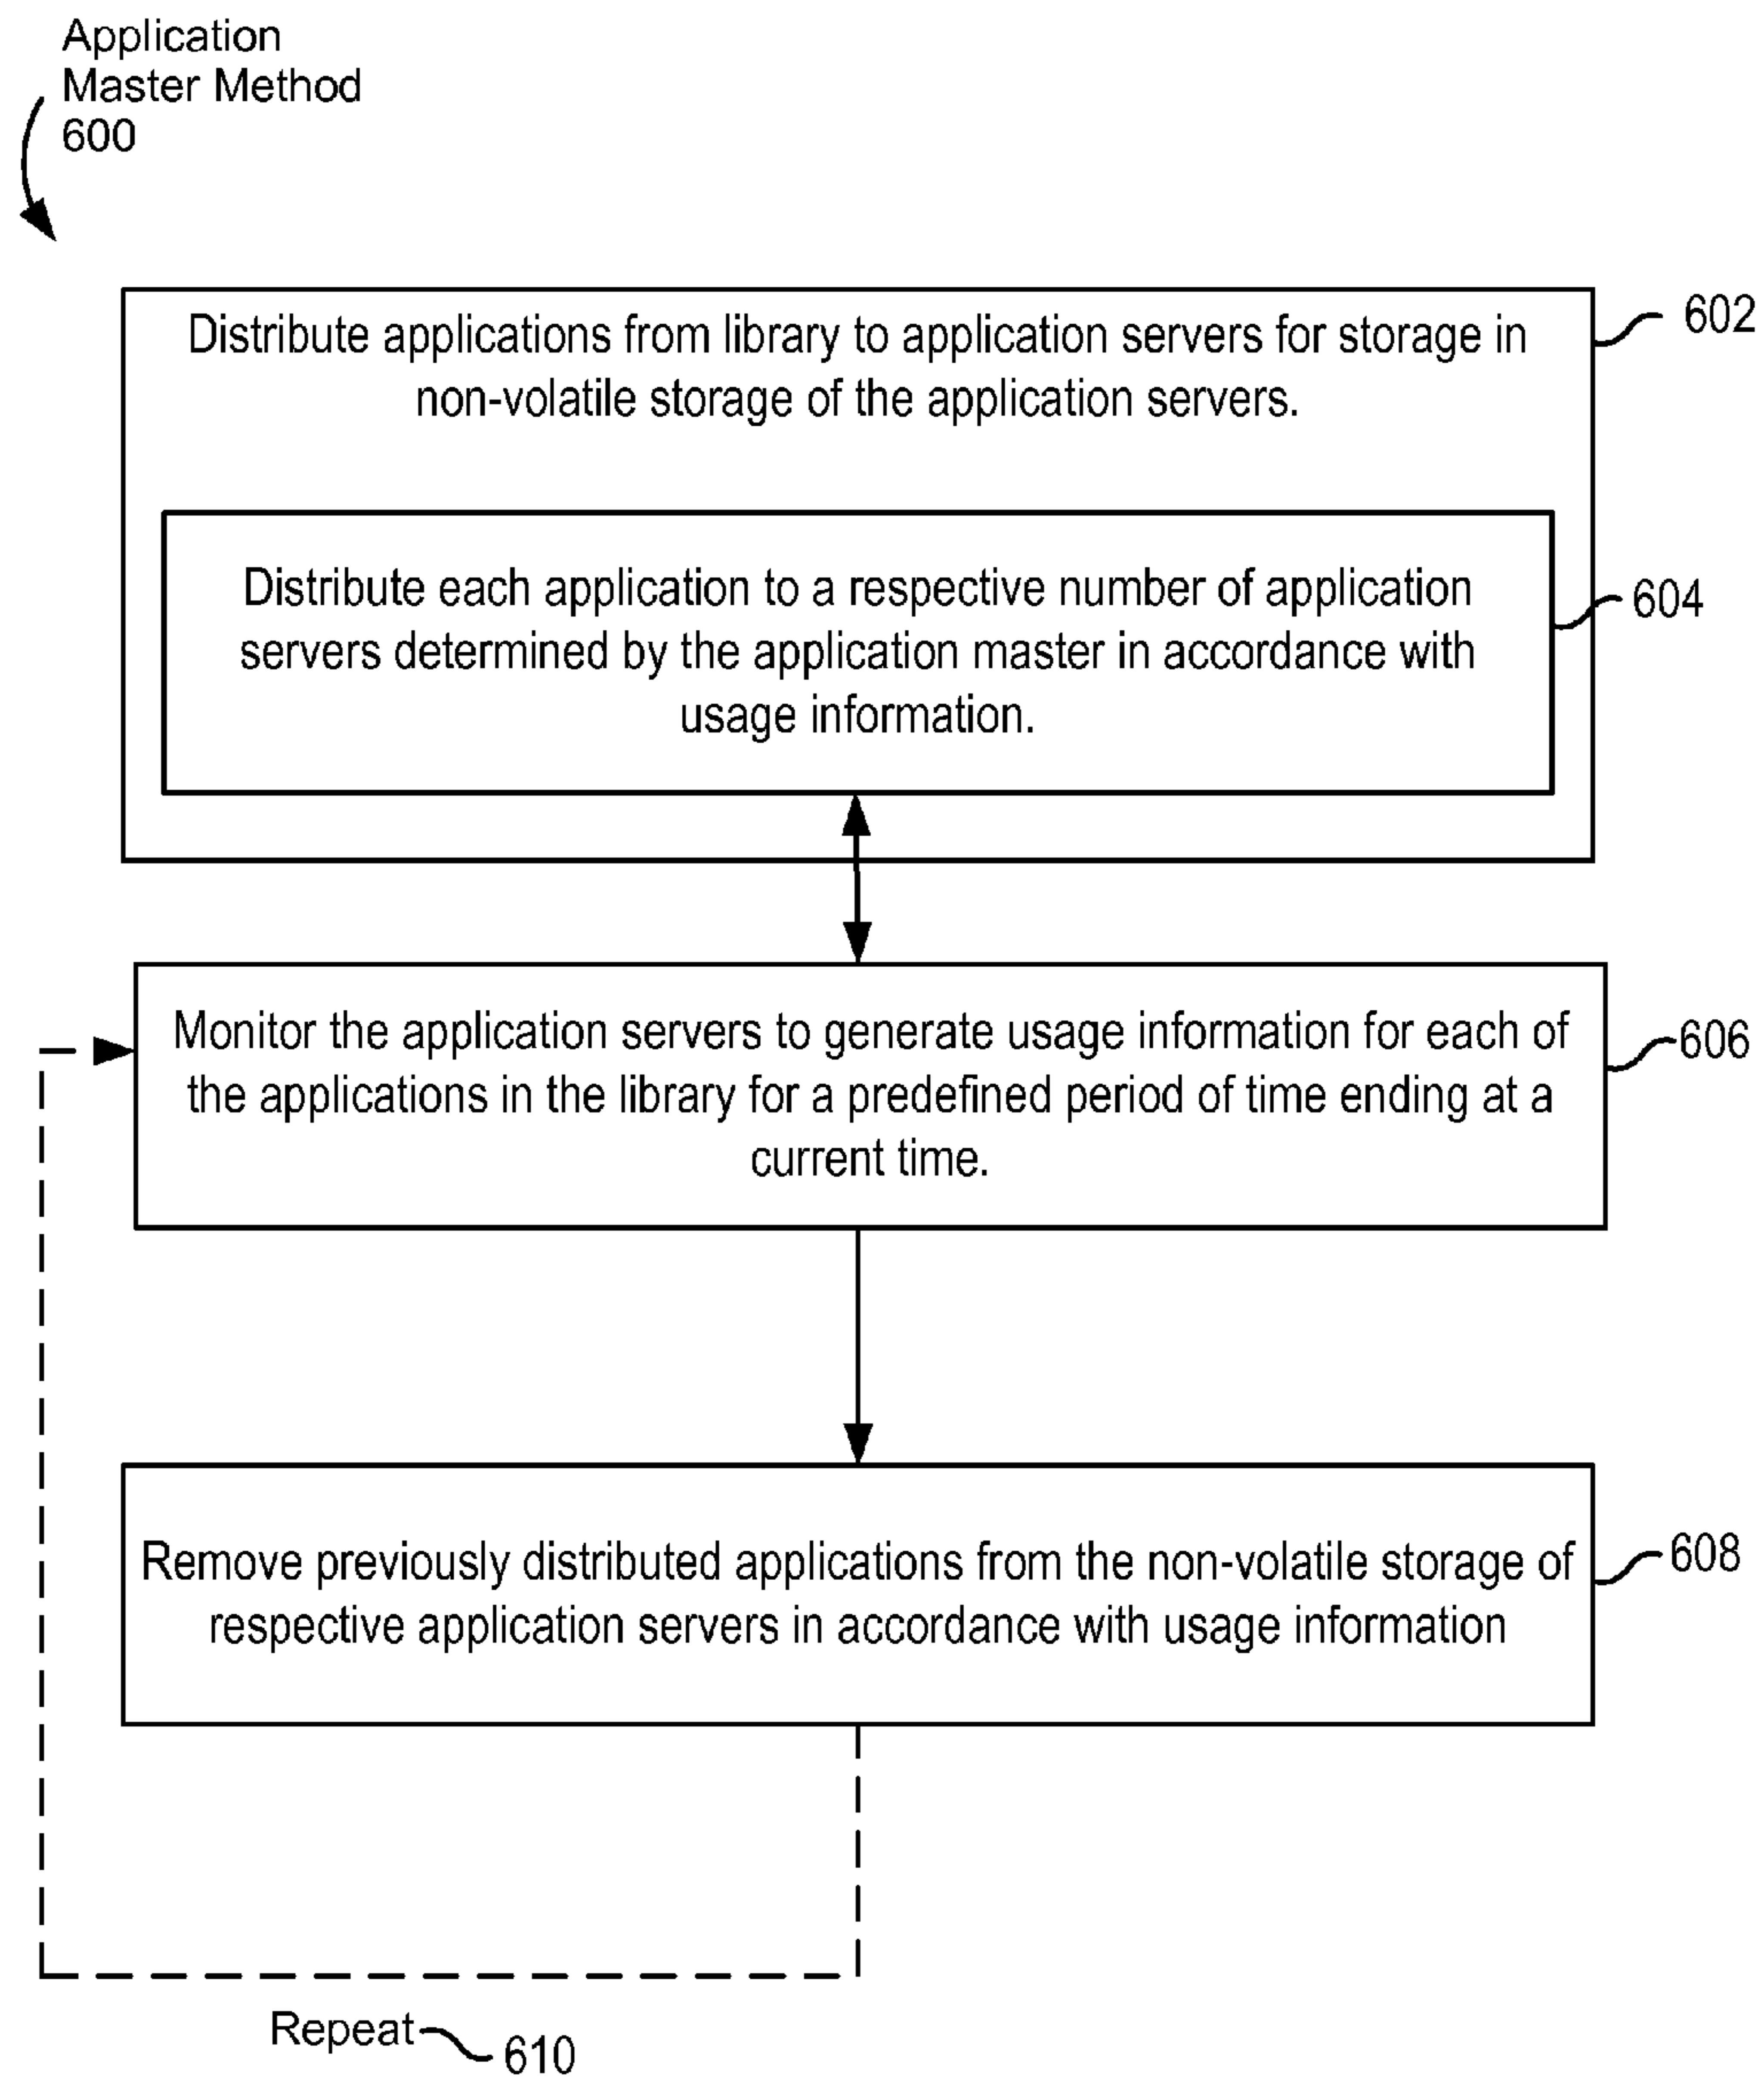 Application
Master Method
600
Distribute applications from library to application servers for storage in
non-volatile storage of the application servers.
602
Distribute each application to a respective number of application
servers determined by the application master in accordance with
usage information.
604
Monitor the application servers to generate usage information for each of
the applications in the library for a predefined period of time ending at a
current time.
606
Remove previously distributed applications from the non-volatile storage of
respective application servers in accordance with usage information
608
Repeat
610